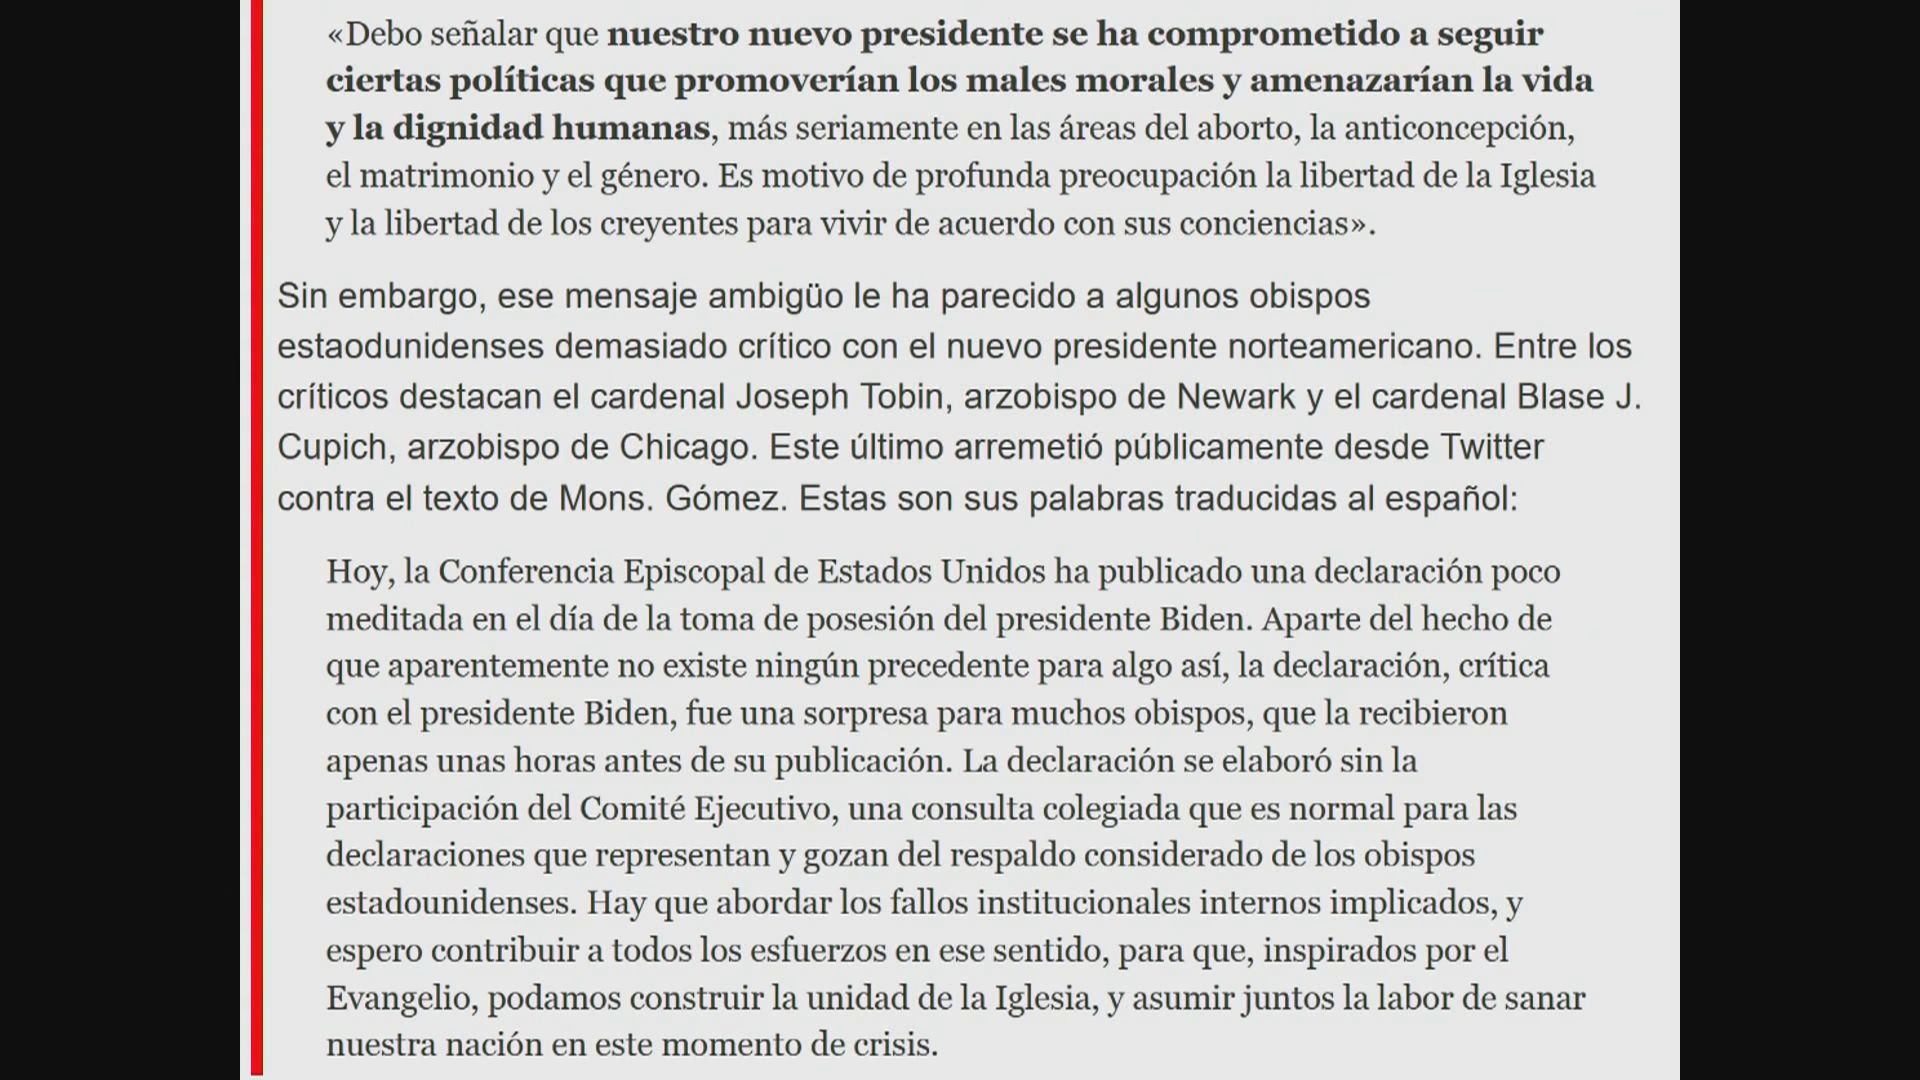 «Debo señalar que nuestro nuevo presidente se ha comprometido a seguir
ciertas políticas que promoverían los males morales y amenazarían la vida
y la dignidad humanas, más seriamente en las áreas del aborto, la anticoncepción,
el matrimonio y el género. Es motivo de profunda preocupación la libertad de la Iglesia
y la libertad de los creyentes para vivir de acuerdo con sus conciencias».
Sin embargo, ese mensaje ambigüo le ha parecido a algunos obispos
estaodunidenses demasiado crítico con el nuevo presidente norteamericano. Entre los
críticos destacan el cardenal Joseph Tobin, arzobispo de Newark y el cardenal Blase J.
Cupich, arzobispo de Chicago. Este último arremetió públicamente desde Twitter
contra el texto de Mons. Gómez. Estas son sus palabras traducidas al español:
Hoy, la Conferencia Episcopal de Estados Unidos ha publicado una declaración poco
meditada en el día de la toma de posesión del presidente Biden. Aparte del hecho de
que aparentemente no existe ningún precedente para algo así, la declaración, crítica
con el presidente Biden, fue una sorpresa para muchos obispos, que la recibieron
apenas unas horas antes de su publicación. La declaración se elaboró sin la
participación del Comité Ejecutivo, una consulta colegiada que es normal para las
declaraciones que representan y gozan del respaldo considerado de los obispos
estadounidenses. Hay que abordar los fallos institucionales internos implicados, y
espero contribuir a todos los esfuerzos en ese sentido, para que, inspirados por el
Evangelio, podamos construir la unidad de la Iglesia, y asumir juntos la labor de sanar
nuestra nación en este momento de crisis.